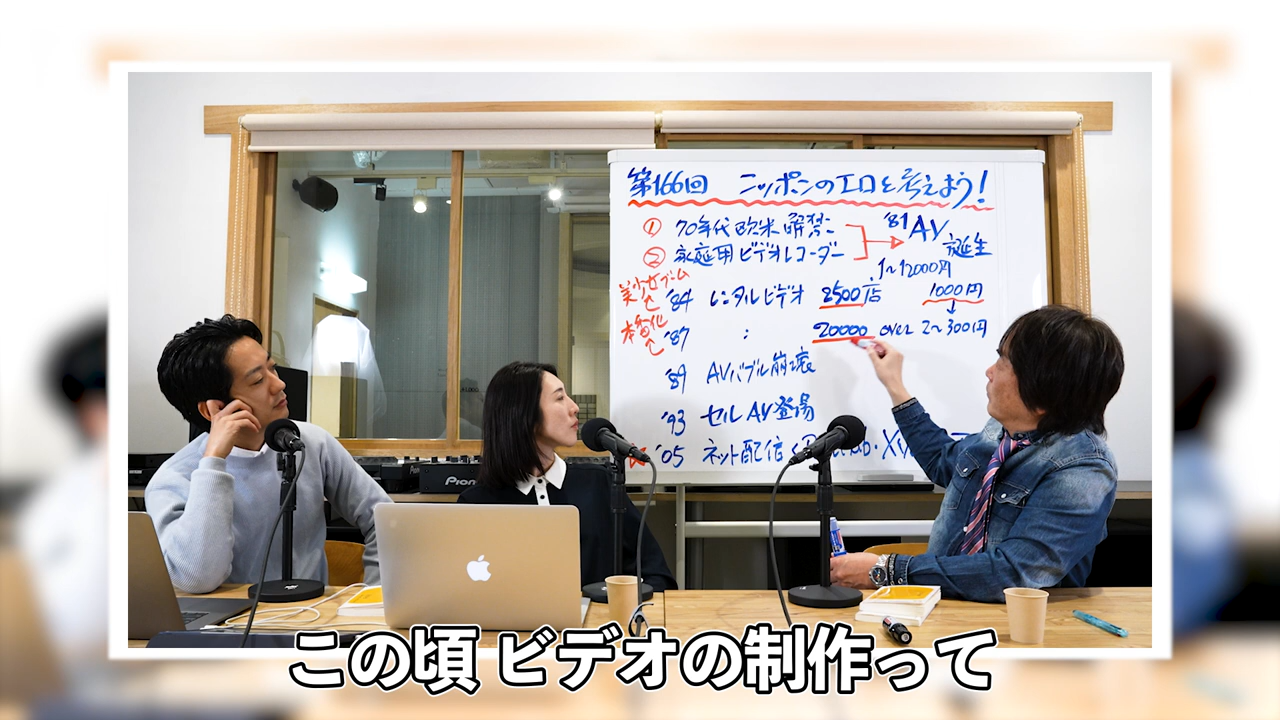 第166回 ニッポンのエロを考えよう!
① 70年代 欧米 解禁
② 家庭用ビデオレコーダー
'81 AV 誕生
1~12000円
美少女ブーム
'84 レンタルビデオ 2500店 1000円
本番化
'87 : 20000 over 2~300円
'89 AVバブル崩壊
'93 セルAV登場
'05 ネット配信
Pion
この頃 ビデオの制作って